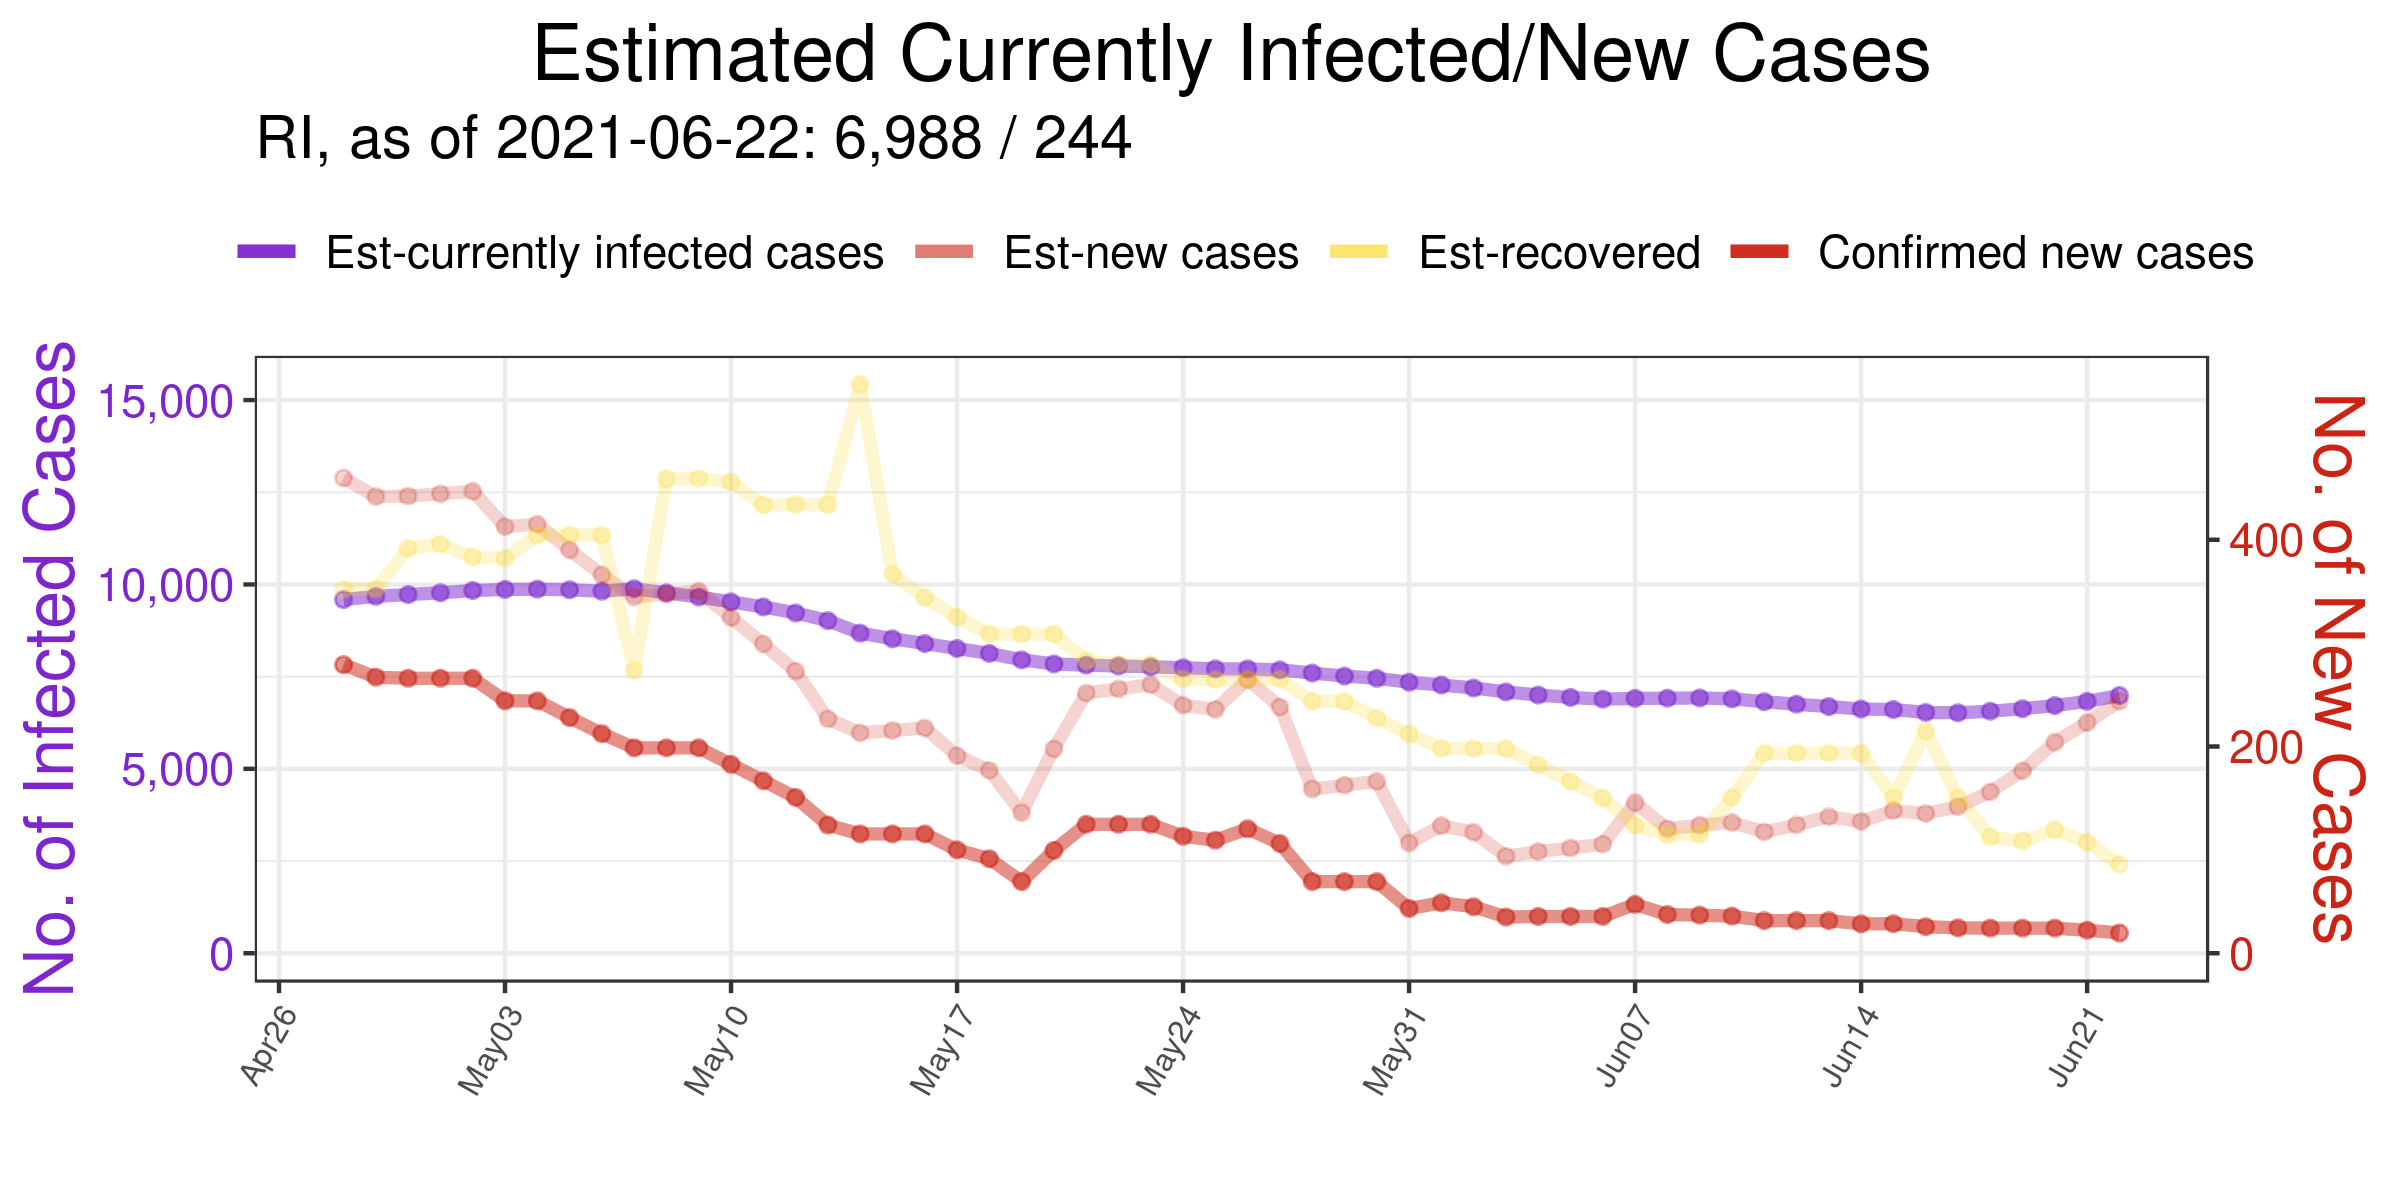 Estimated Currently Infected/New Cases
RI, as of 2021-06-22: 6,988 / 244
Est-currently infected cases Est-new cases Est-recovered Confirmed new cases
No. of Infected Cases
15,000
10,000
5,000
0
400
200
0
No. of New Cases
Apr26 May03 May10 May17 May24 May31 Jun07 Jun14 Jun21